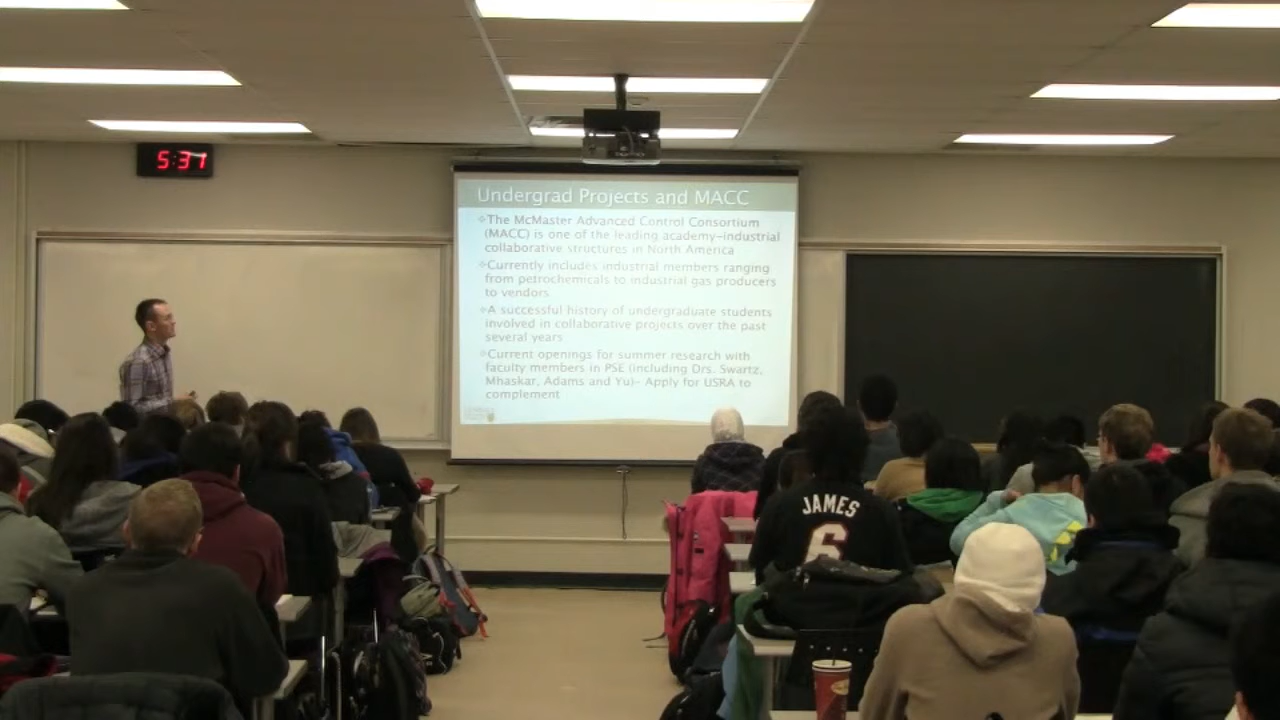 5:37
Undergrad Projects and MACC
The McMaster Advanced Control Consortium
(MACC) is one of the leading academy-industrial
collaborative structures in North America
Currently includes industrial members ranging
from petrochemicals to industrial gas producers
to vendors
A successful history of undergraduate students
involved in collaborative projects over the past
several years
Current openings for summer research with
faculty members in PSE (including Drs. Swartz,
Mhaskar, Adams and Yu)- Apply for USRA to
complement
JAMES
6